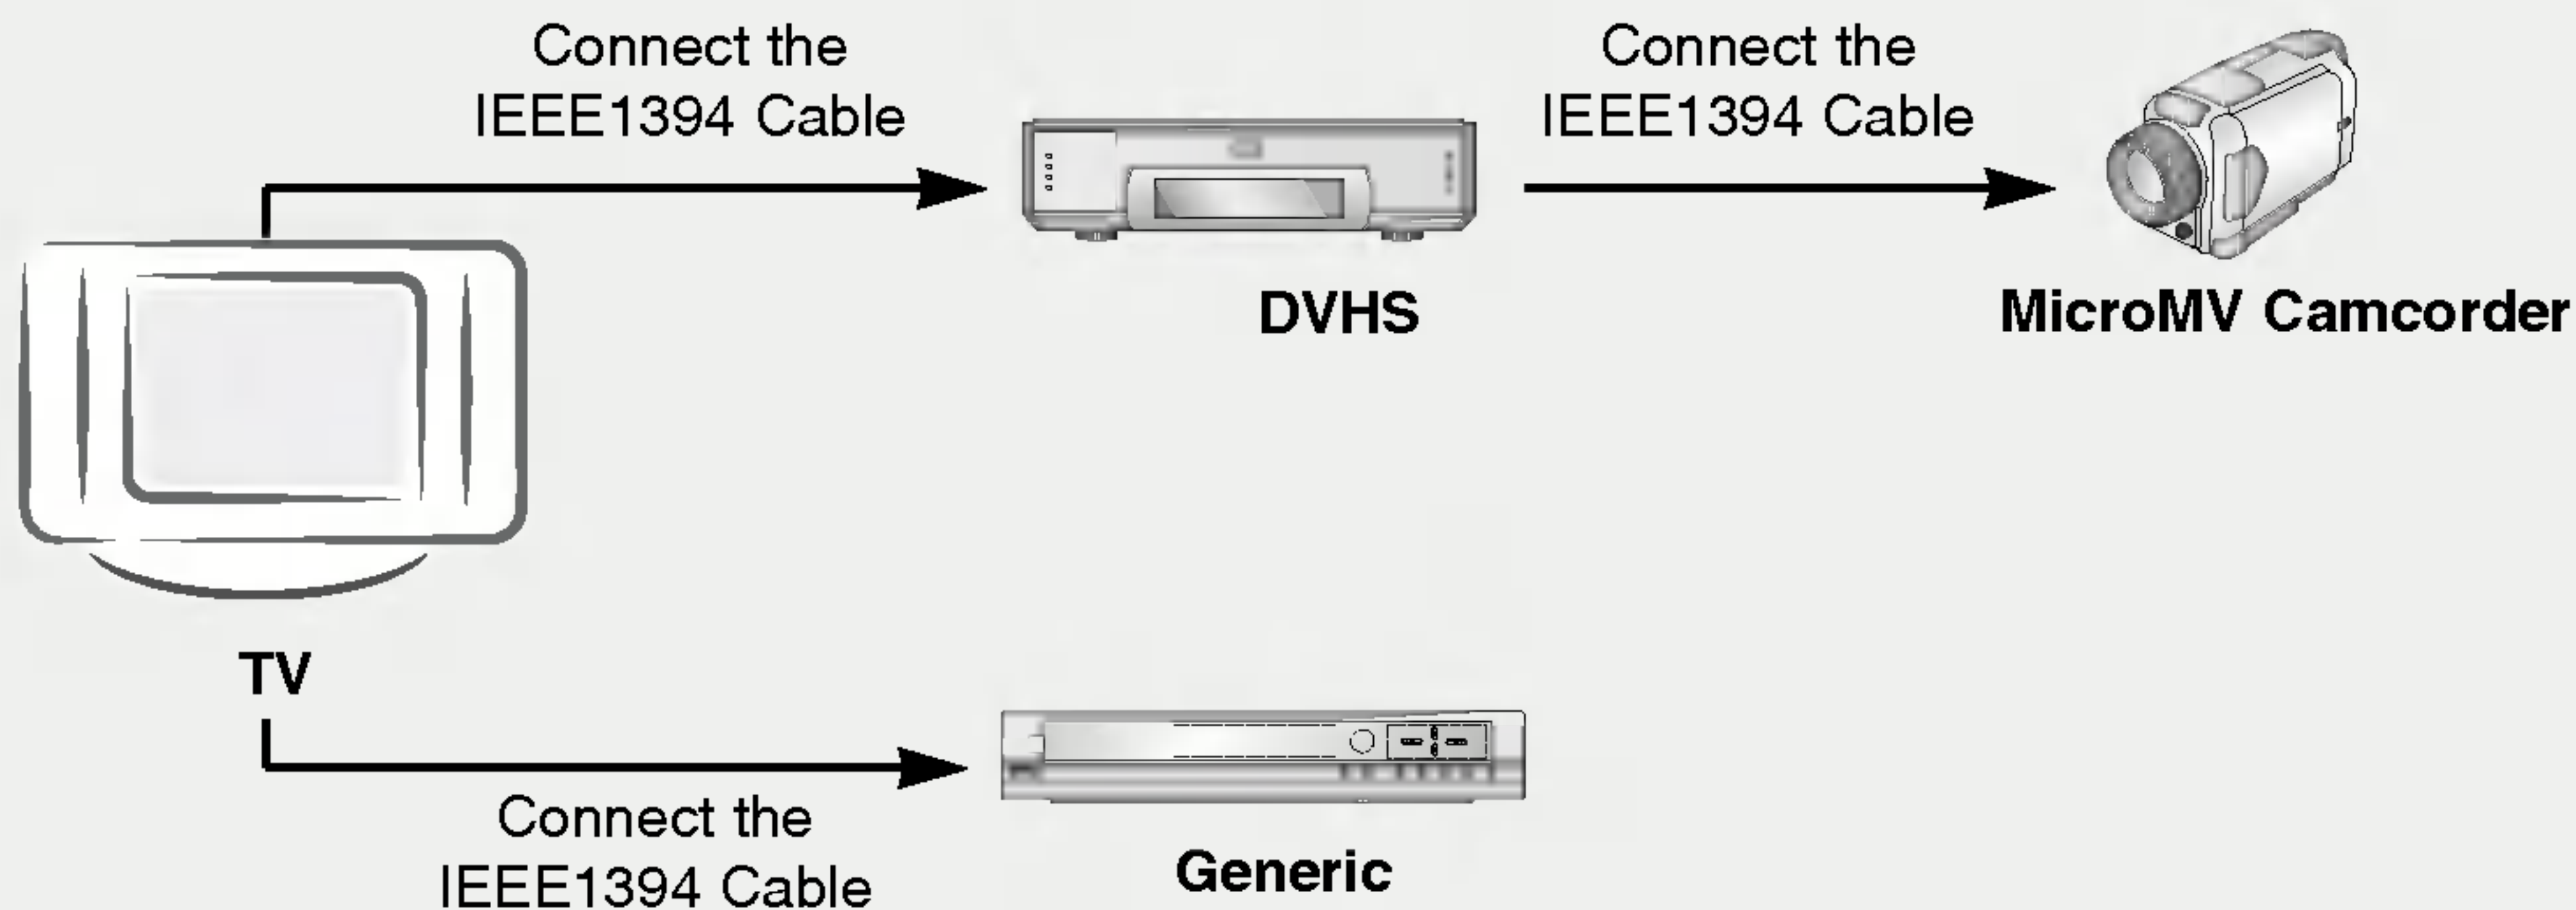 Connect the
IEEE1394 Cable
Connect the
IEEE1394 Cable
DVHS
MicroMV Camcorder
TV
Connect the
IEEE1394 Cable
Generic